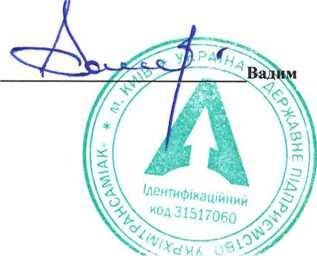 Вадим
* М. КИЇВ * УКРАЇНА * ДЕРЖАВНЕ ПІДПРИЄМСТВО "УКРХІМТРАНСАМІАК"
Ідентифікаційний
код 31517060